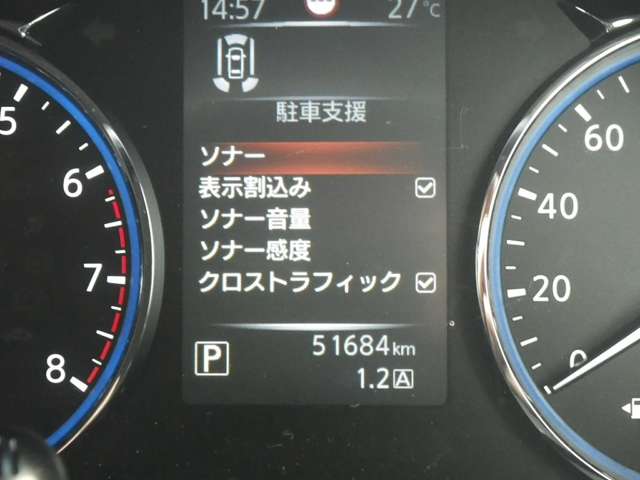 14:57 27℃
駐車支援
ソナー
表示割込み
ソナー音量
ソナー感度
クロストラフィック
P 51684km
1.2 A
5
6
7
8
60
40
20
0